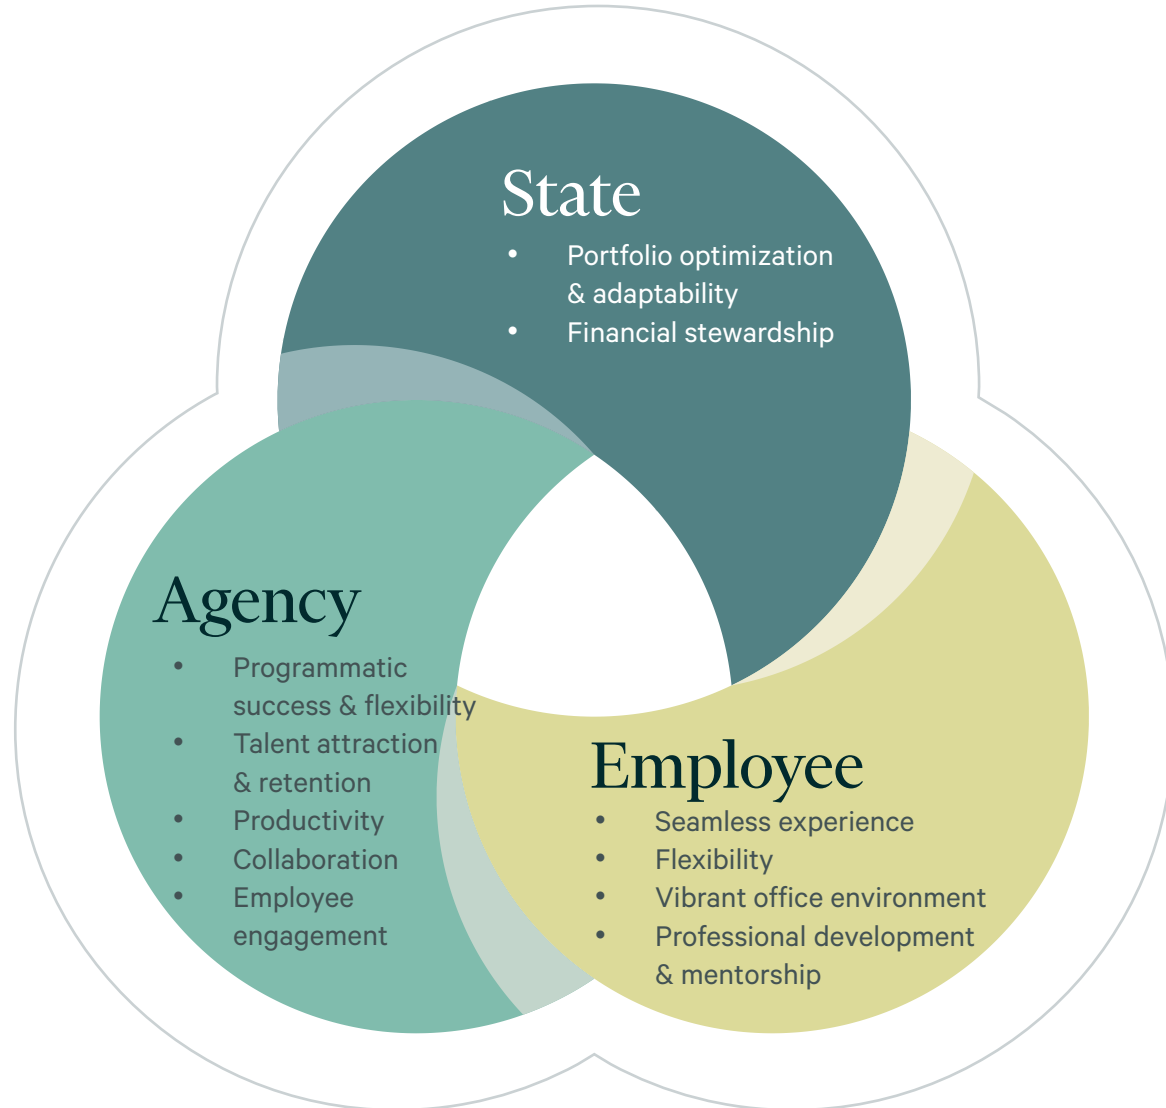 State
• Portfolio optimization
& adaptability
• Financial stewardship
Agency
• Programmatic
success & flexibility
• Talent attraction
& retention
• Productivity
• Collaboration
• Employee
engagement
Employee
• Seamless experience
• Flexibility
• Vibrant office environment
• Professional development
& mentorship